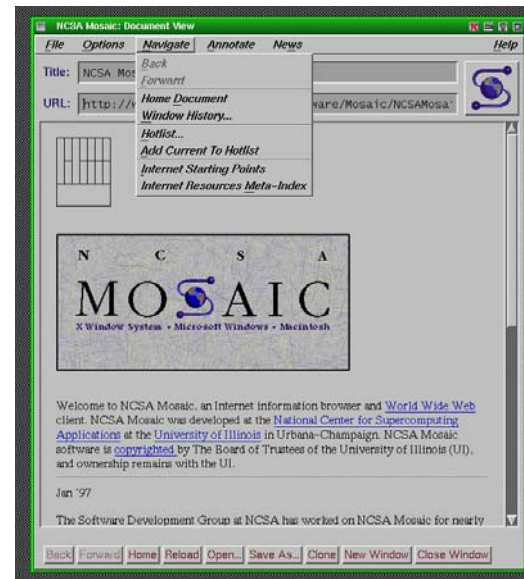 NCSA Mosaic: Document View
File Options Navigate Annotate News Help
Title: NCSA Mos
URL: http://w
ware/Mosaic/NCSAMosa
Back
Forward
Home Document
Window History...
Hotlist...
Add Current To Hotlist
Internet Starting Points
Internet Resources Meta-Index
N C S A
MOSAIC
X Window System • Microsoft Windows • Macintosh
Welcome to NCSA Mosaic, an Internet information browser and World Wide Web
client. NCSA Mosaic was developed at the National Center for Supercomputing
Applications at the University of Illinois in Urbana-Champaign. NCSA Mosaic
software is copyrighted by The Board of Trustees of the University of Illinois (UI),
and ownership remains with the UI.
Jan '97
The Software Development Group at NCSA has worked on NCSA Mosaic for nearly
Back Forward Home Reload Open... Save As... Clone New Window Close Window